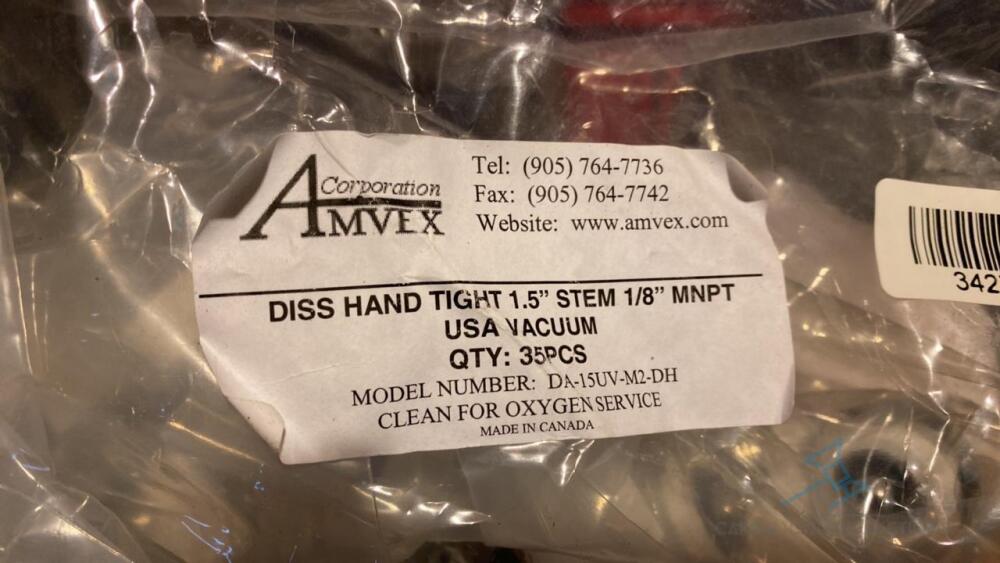 Corporation
AMVEX
Tel: (905) 764-7736
Fax: (905) 764-7742
Website: www.amvex.com
DISS HAND TIGHT 1.5” STEM 1/8” MNPT
USA VACUUM
QTY: 35PCS
MODEL NUMBER: DA-15UV-M2-DH
CLEAN FOR OXYGEN SERVICE
MADE IN CANADA
342